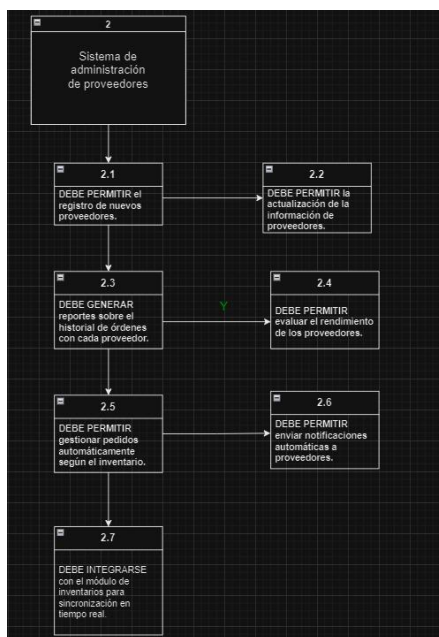 2
Sistema de
administración
de proveedores
2.1
DEBE PERMITIR el
registro de nuevos
proveedores.
2.2
DEBE PERMITIR la
actualización de la
información de
proveedores.
2.3
DEBE GENERAR
reportes sobre el
historial de órdenes
con cada proveedor.
Y
2.4
DEBE PERMITIR
evaluar el rendimiento
de los proveedores.
2.5
DEBE PERMITIR
gestionar pedidos
automáticamente
según el inventario.
2.6
DEBE PERMITIR
enviar notificaciones
automáticas a
proveedores.
2.7
DEBE INTEGRARSE
con el módulo de
inventarios para
sincronización en
tiempo real.